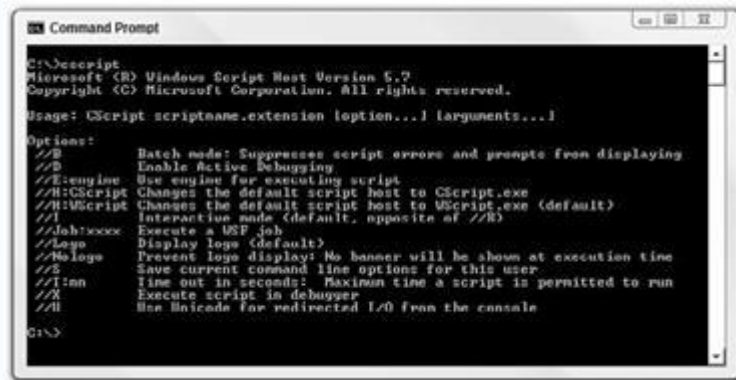 Command Prompt
C:\>cscript
Microsoft (R) Windows Script Host Version 5.7
Copyright (C) Microsoft Corporation. All rights reserved.
Usage: CScript scriptname.extension [option...] [arguments...]
Options:
//B Batch mode: Suppresses script errors and prompts from displaying
//D Enable Active Debugging
//E:engine Use engine for executing script
//H:CScript Changes the default script host to CScript.exe
//H:WScript Changes the default script host to WScript.exe (default)
//I Interactive mode (default, opposite of //B)
//Job:xxxx Execute a WSF job
//Logo Display logo (default)
//Nologo Prevent logo display: No banner will be shown at execution time
//S Save current command line options for this user
//T:nn Time out in seconds: Maximum time a script is permitted to run
//X Execute script in debugger
//U Use Unicode for redirected I/O from the console
C:\>